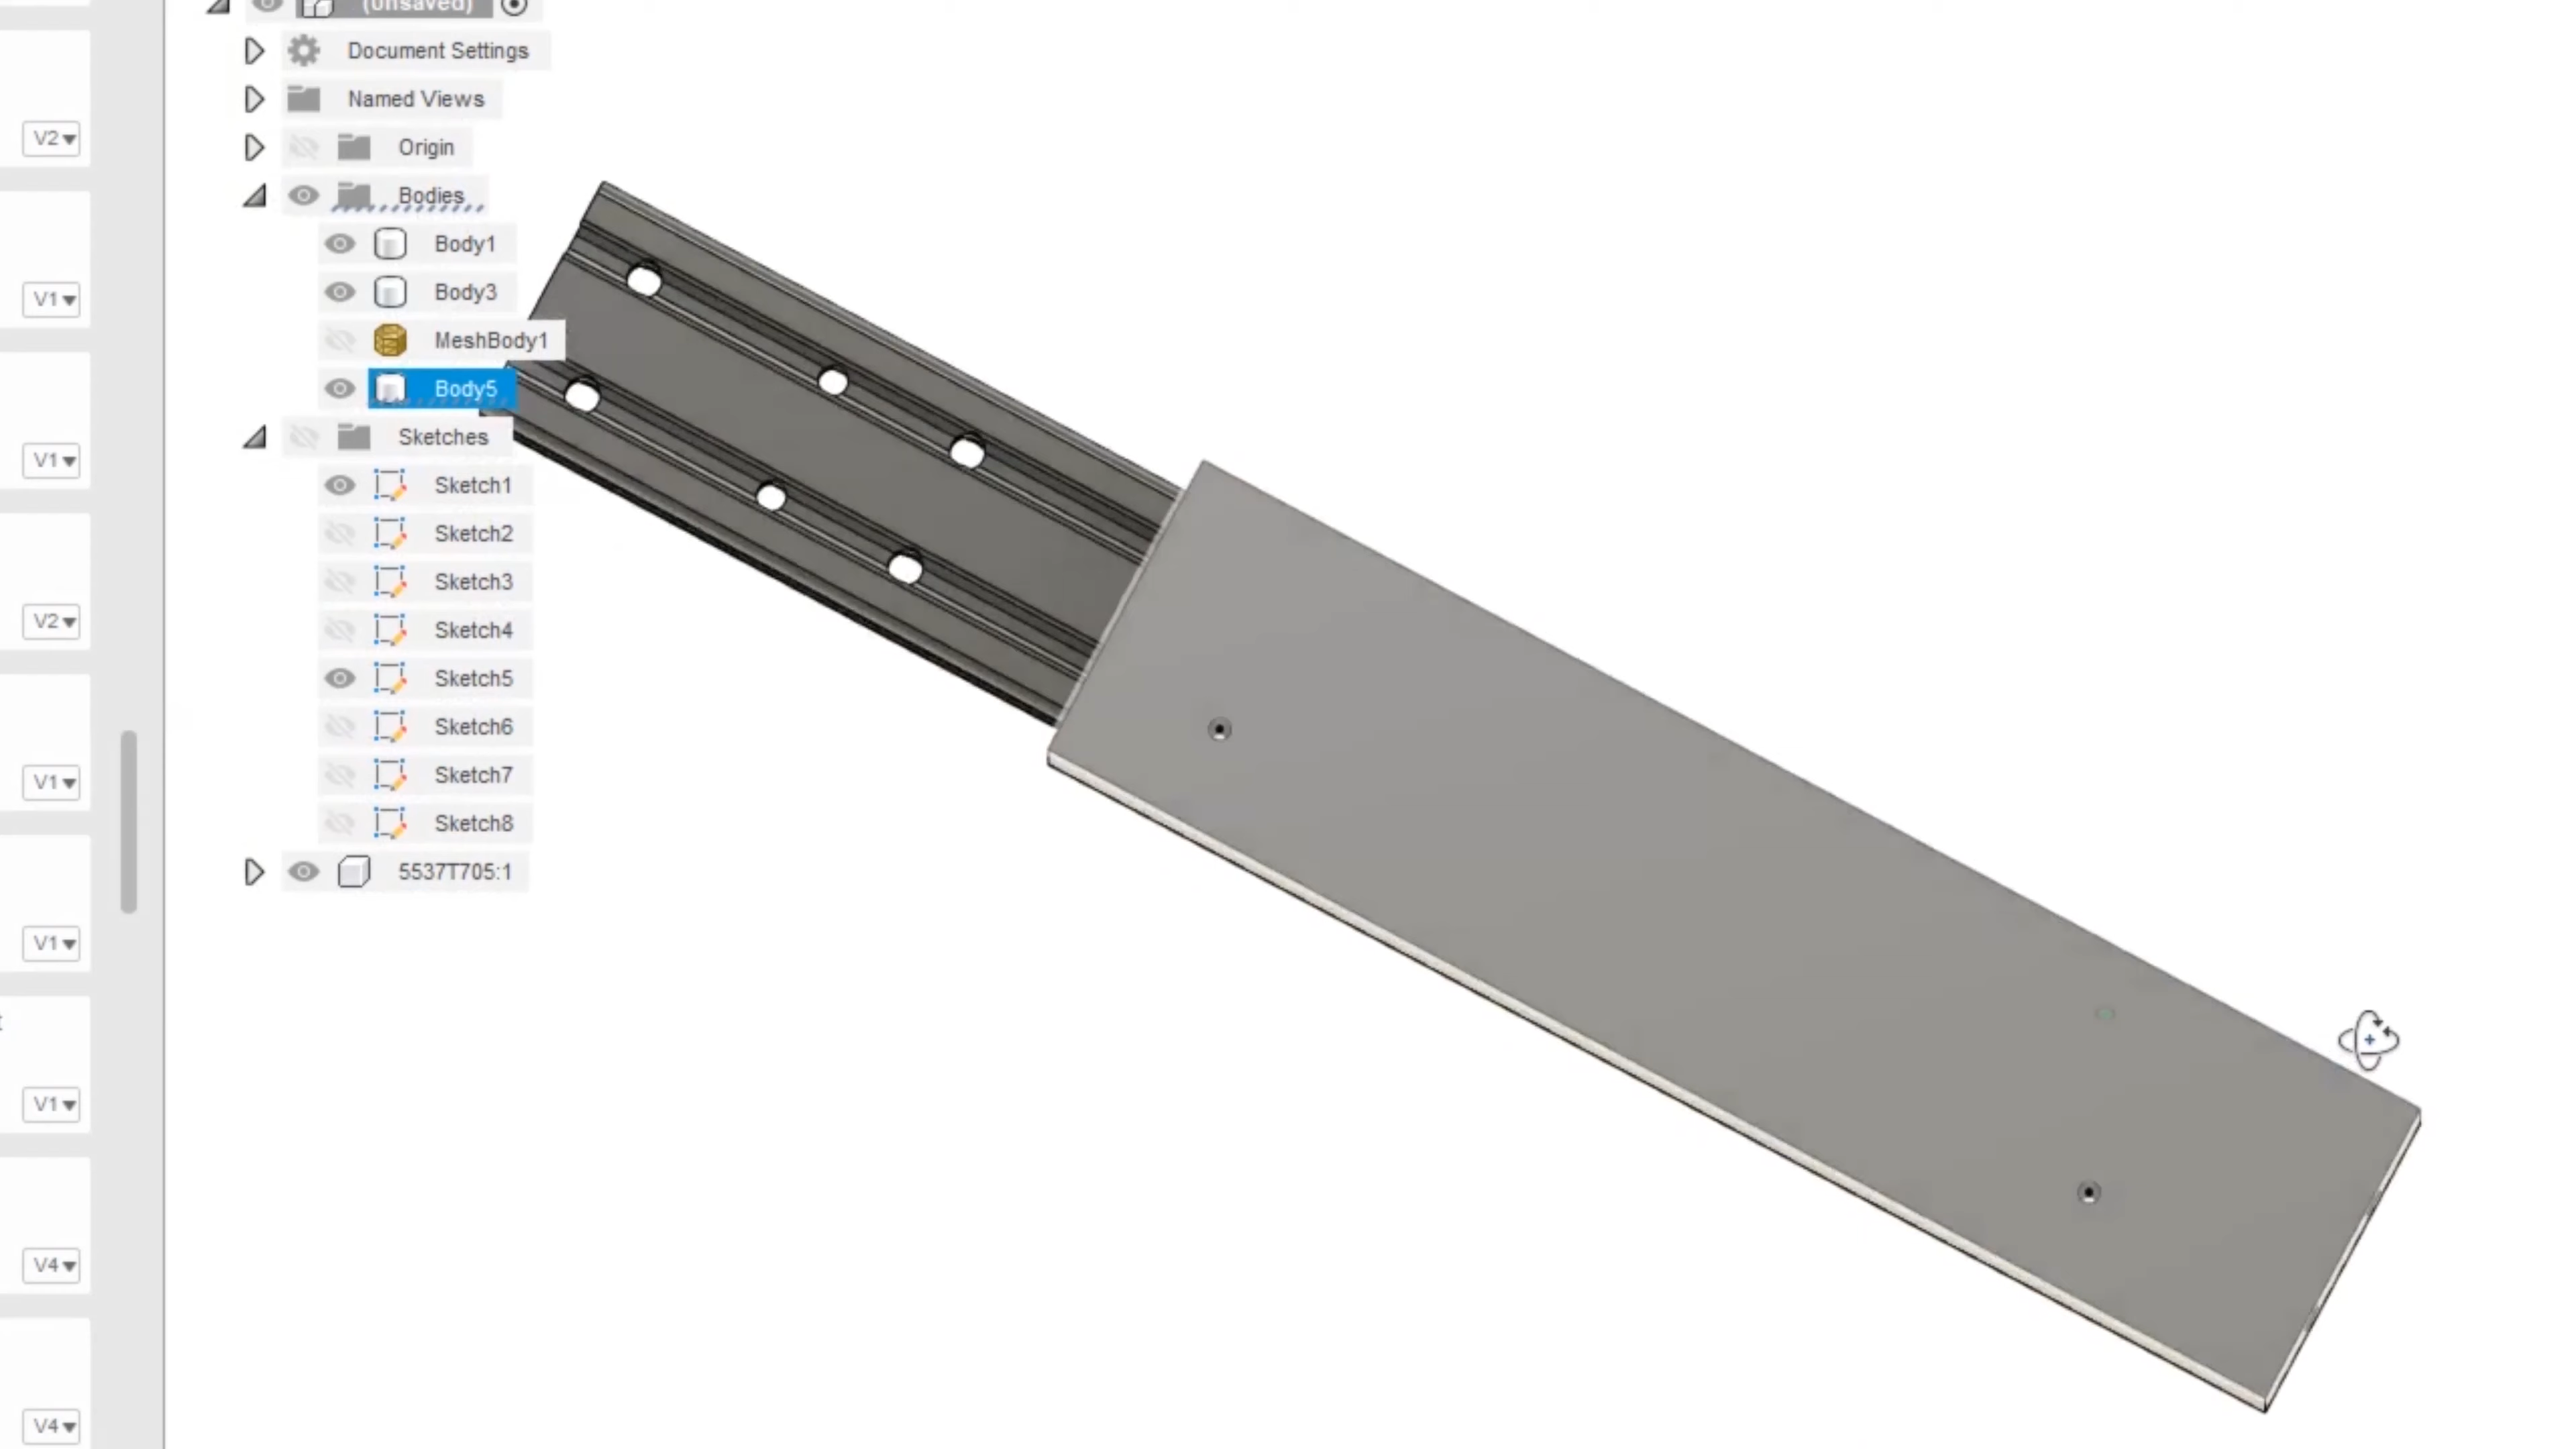 (Unsaved)
Document Settings
Named Views
Origin
Bodies
Body1
Body3
MeshBody1
Body5
Sketches
Sketch1
Sketch2
Sketch3
Sketch4
Sketch5
Sketch6
Sketch7
Sketch8
5537T705:1
V2
V1
V1
V2
V1
V1
V1
V4
V4